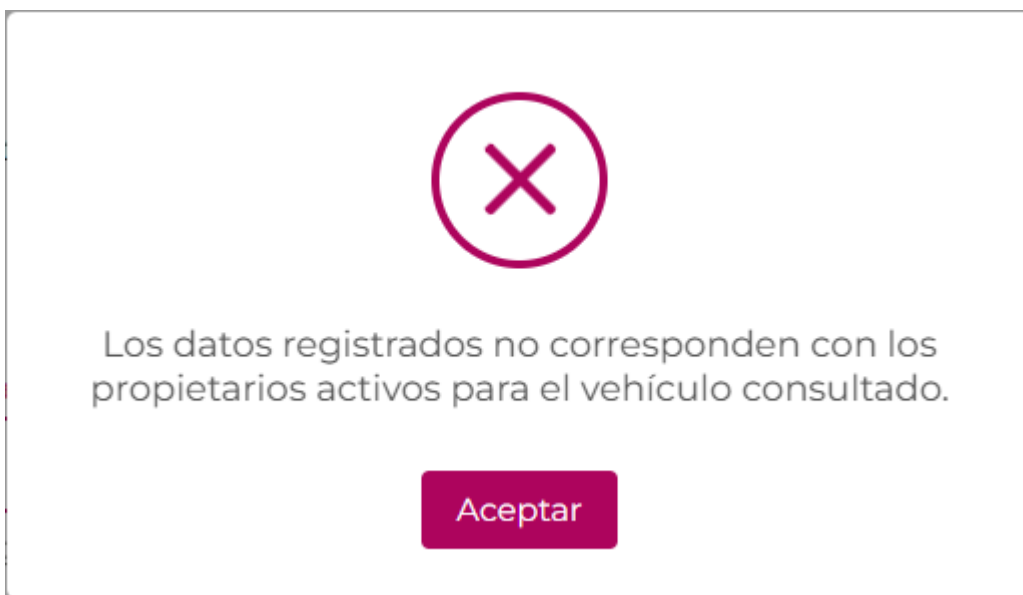 Los datos registrados no corresponden con los
propietarios activos para el vehículo consultado.
Aceptar